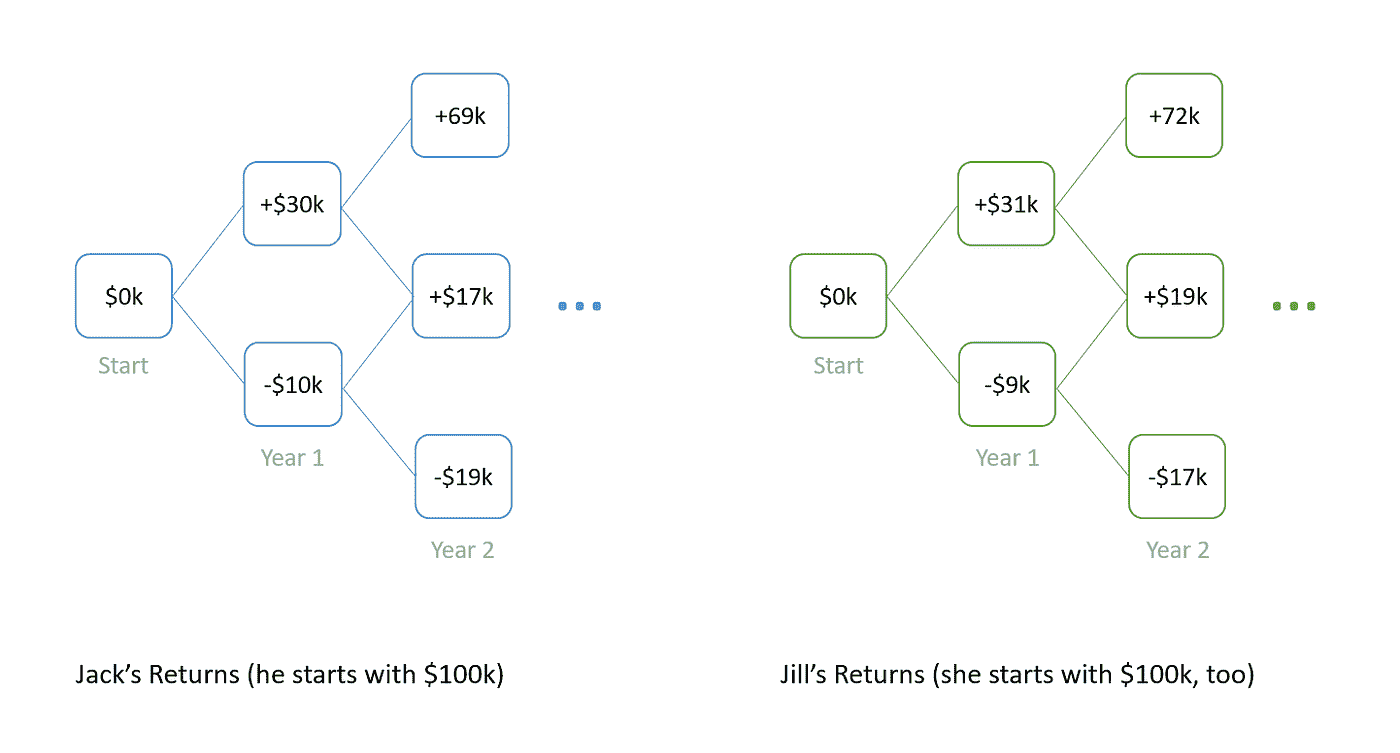 +69k
+$30k
$0k
+$17k
Start
-$10k
Year 1
-$19k
Year 2
Jack’s Returns (he starts with $100k)
+72k
+$31k
$0k
+$19k
Start
-$9k
Year 1
-$17k
Year 2
Jill’s Returns (she starts with $100k, too)